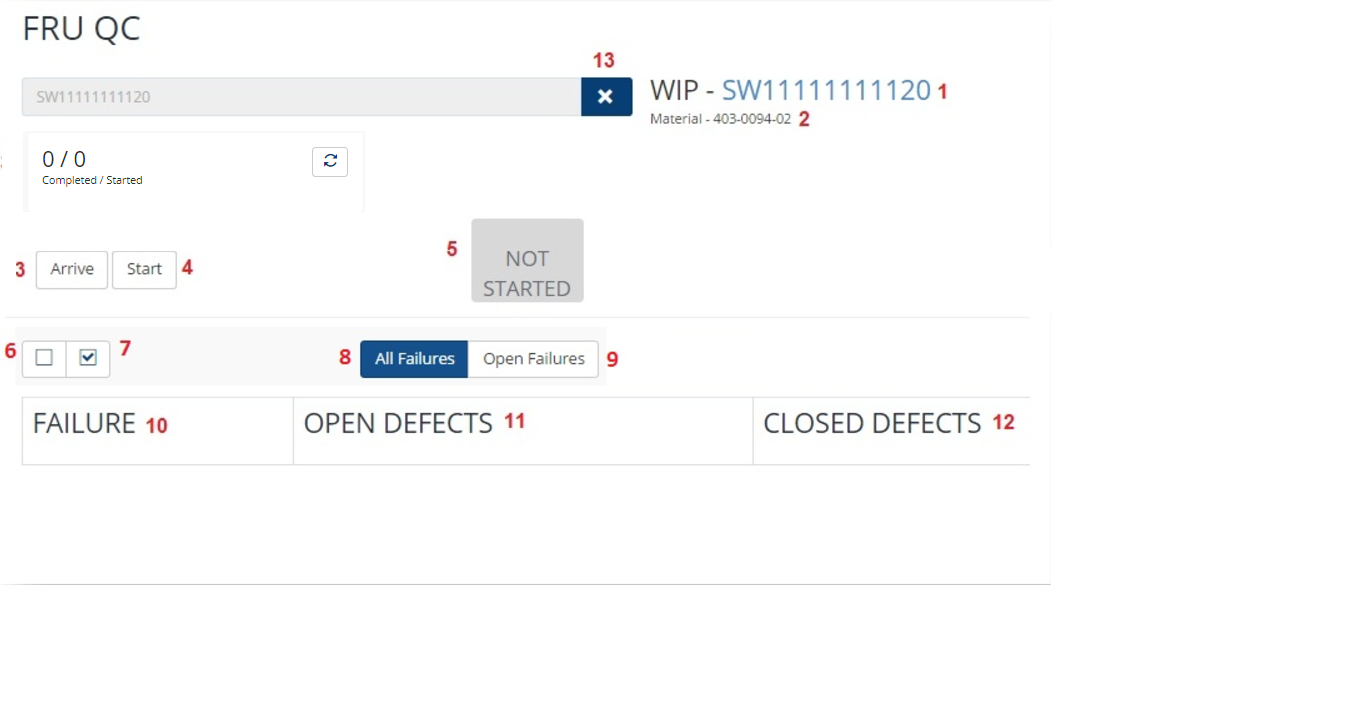 FRU QC
13
SW11111111120
WIP - SW11111111120 1
Material - 403-0094-02 2
0 / 0
Completed / Started
5
NOT
STARTED
3 Arrive Start 4
6 7 8 All Failures Open Failures 9
FAILURE 10 OPEN DEFECTS 11 CLOSED DEFECTS 12